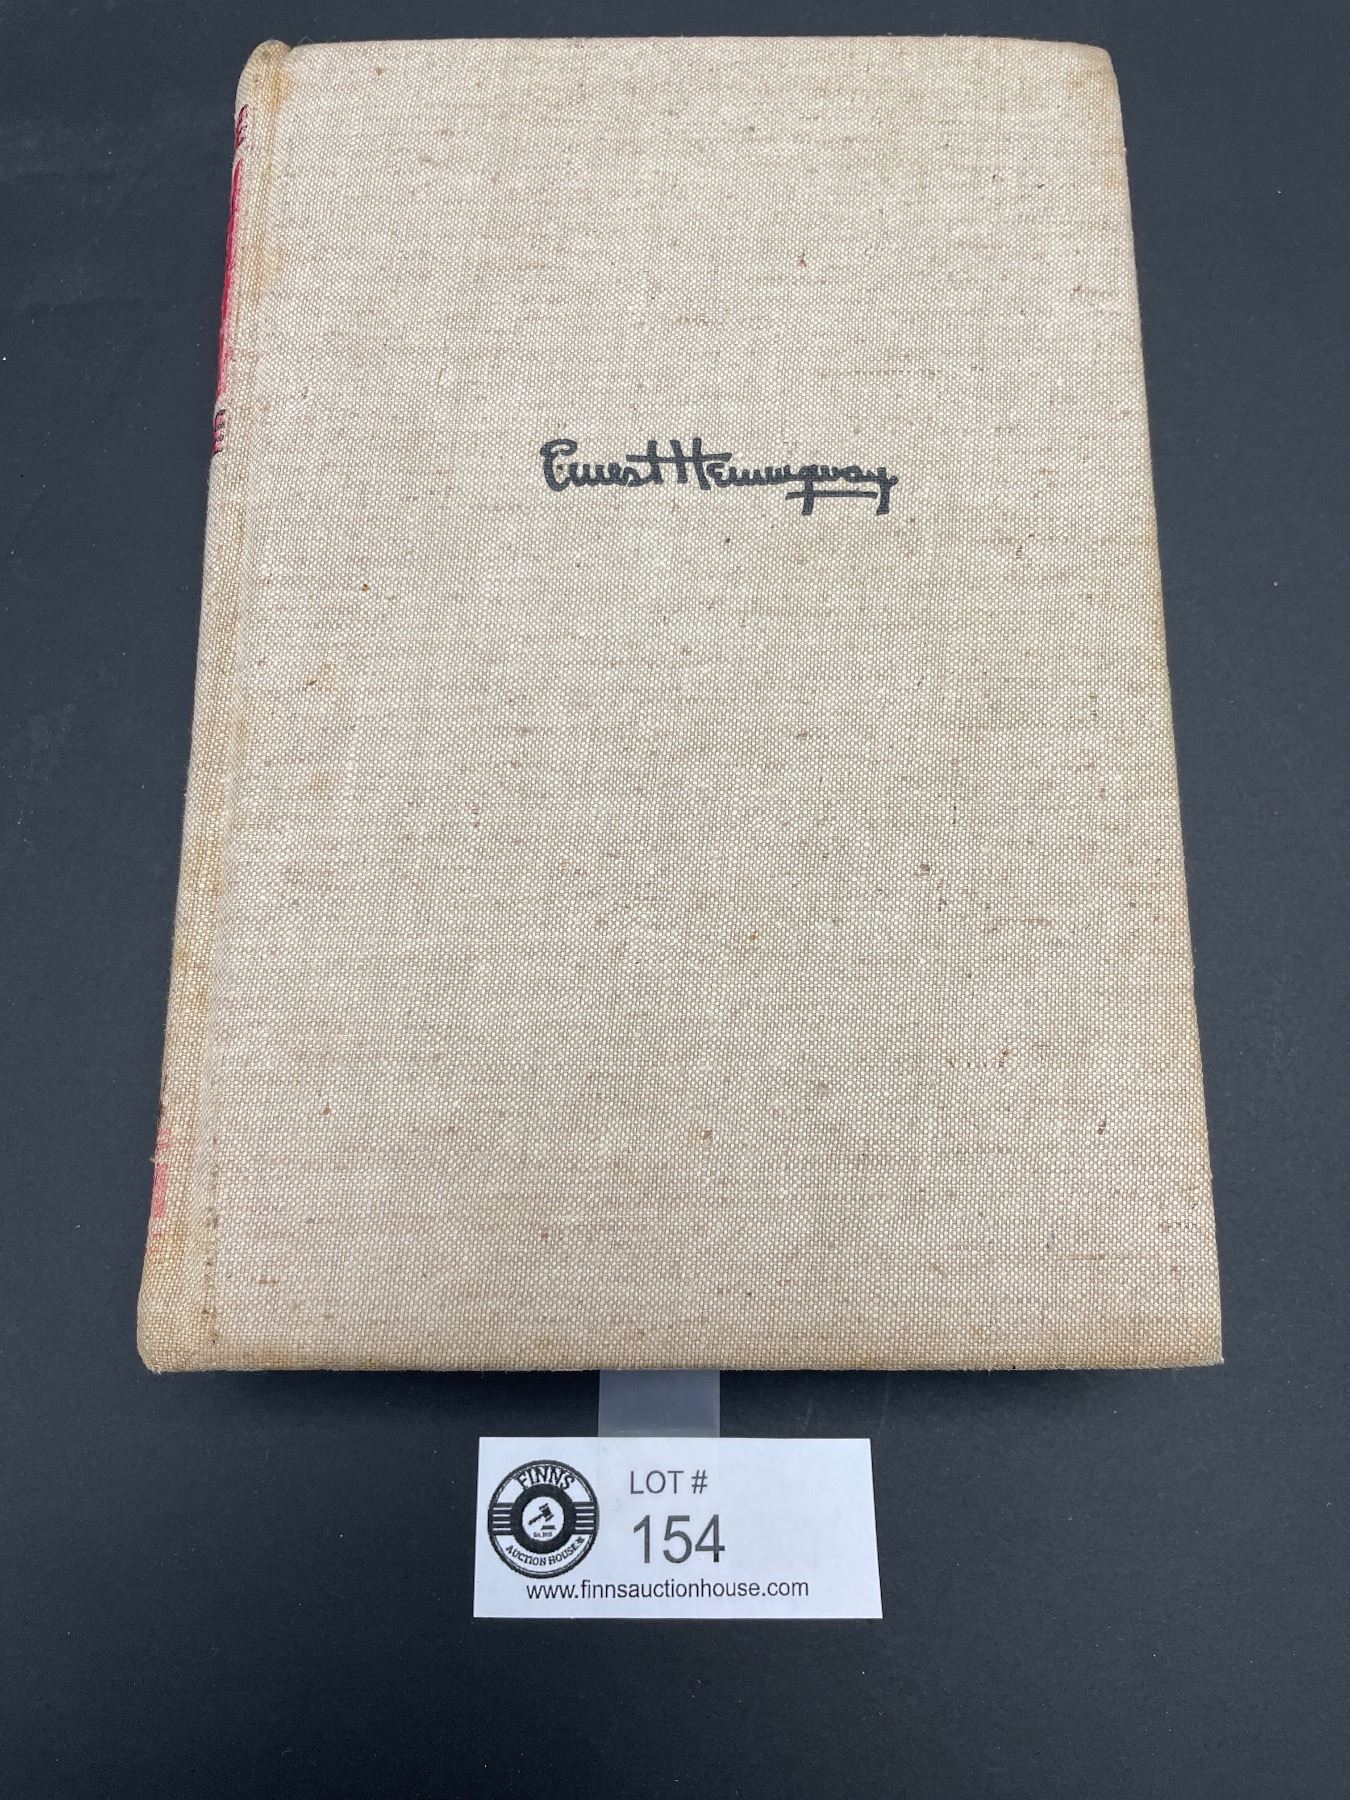 Ernest Hemingway
FINNS
AUCTION HOUSE
LOT #
154
www.finnsauctionhouse.com